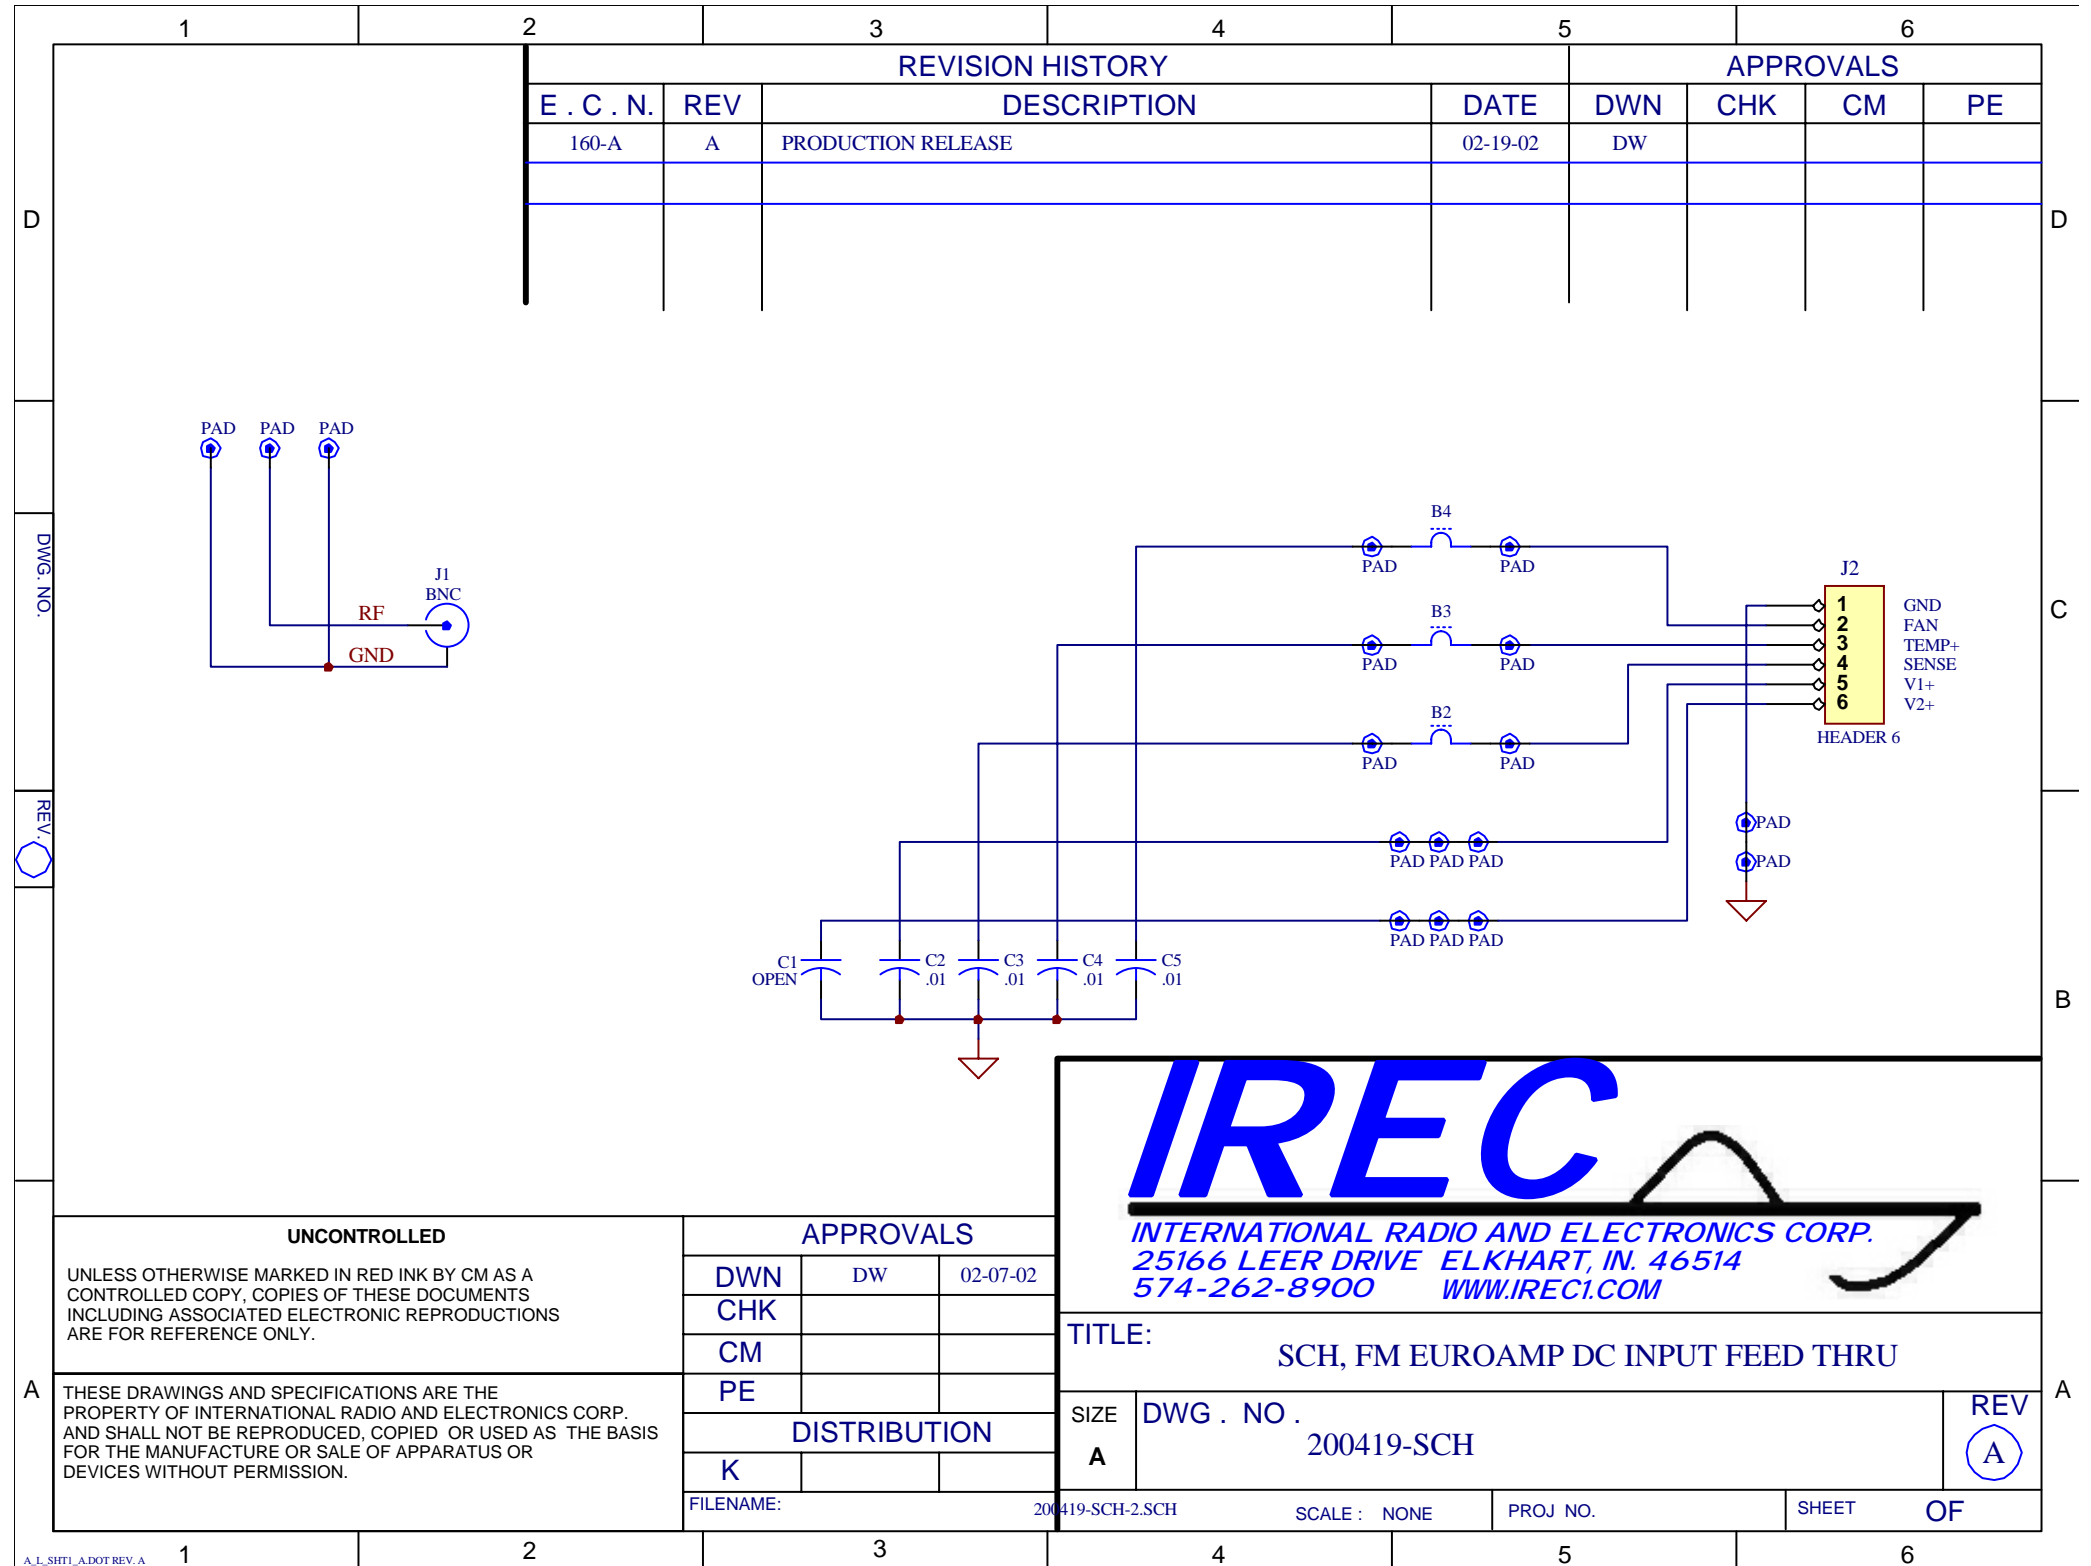 1 2 3 4 5 6
REVISION HISTORY APPROVALS
E . C . N. REV DESCRIPTION DATE DWN CHK CM PE
160-A A PRODUCTION RELEASE 02-19-02 DW
D D
PAD PAD PAD
DWG. NO.
J1
BNC
RF
GND
B4
PAD PAD
B3
PAD PAD
B2
PAD PAD
J2
1 GND
2 FAN
3 TEMP+
4 SENSE
5 V1+
6 V2+
HEADER 6
C
REV.
PAD
PAD
PAD PAD PAD
PAD PAD PAD
C1
OPEN
C2
.01
C3
.01
C4
.01
C5
.01
B
IREC
INTERNATIONAL RADIO AND ELECTRONICS CORP.
25166 LEER DRIVE ELKHART, IN. 46514
574-262-8900 WWW.IREC1.COM
UNCONTROLLED
UNLESS OTHERWISE MARKED IN RED INK BY CM AS A
CONTROLLED COPY, COPIES OF THESE DOCUMENTS
INCLUDING ASSOCIATED ELECTRONIC REPRODUCTIONS
ARE FOR REFERENCE ONLY.
THESE DRAWINGS AND SPECIFICATIONS ARE THE
PROPERTY OF INTERNATIONAL RADIO AND ELECTRONICS CORP.
AND SHALL NOT BE REPRODUCED, COPIED OR USED AS THE BASIS
FOR THE MANUFACTURE OR SALE OF APPARATUS OR
DEVICES WITHOUT PERMISSION.
APPROVALS
DWN DW 02-07-02
CHK
CM
PE
DISTRIBUTION
K
FILENAME: 200419-SCH-2.SCH
TITLE:
SCH, FM EUROAMP DC INPUT FEED THRU
SIZE
A
DWG . NO .
200419-SCH
REV
A
SCALE : NONE PROJ NO. SHEET OF
A A
A_L_SHT1_A.DOT REV. A
1 2 3 4 5 6